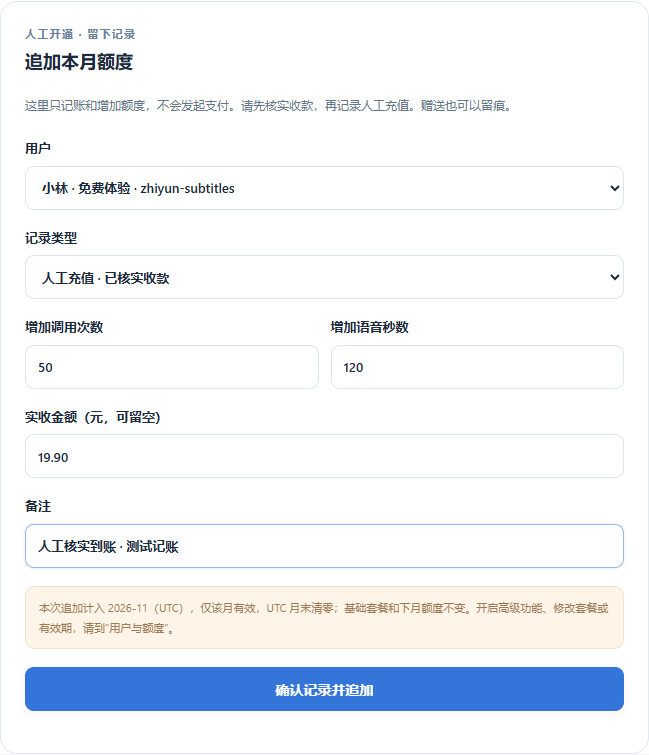 人工开通 · 留下记录
追加本月额度
这里只记账和增加额度，不会发起支付。请先核实收款，再记录人工充值。赠送也可以留痕。
用户
小林 · 免费体验 · zhiyun-subtitles
记录类型
人工充值 · 已核实收款
增加调用次数
增加语音秒数
50
120
实收金额（元，可留空）
19.90
备注
人工核实到账 · 测试记账
本次追加计入 2026-11（UTC），仅该月有效，UTC 月末清零；基础套餐和下月额度不变。开启高级功能、修改套餐或
有效期，请到“用户与额度”。
确认记录并追加